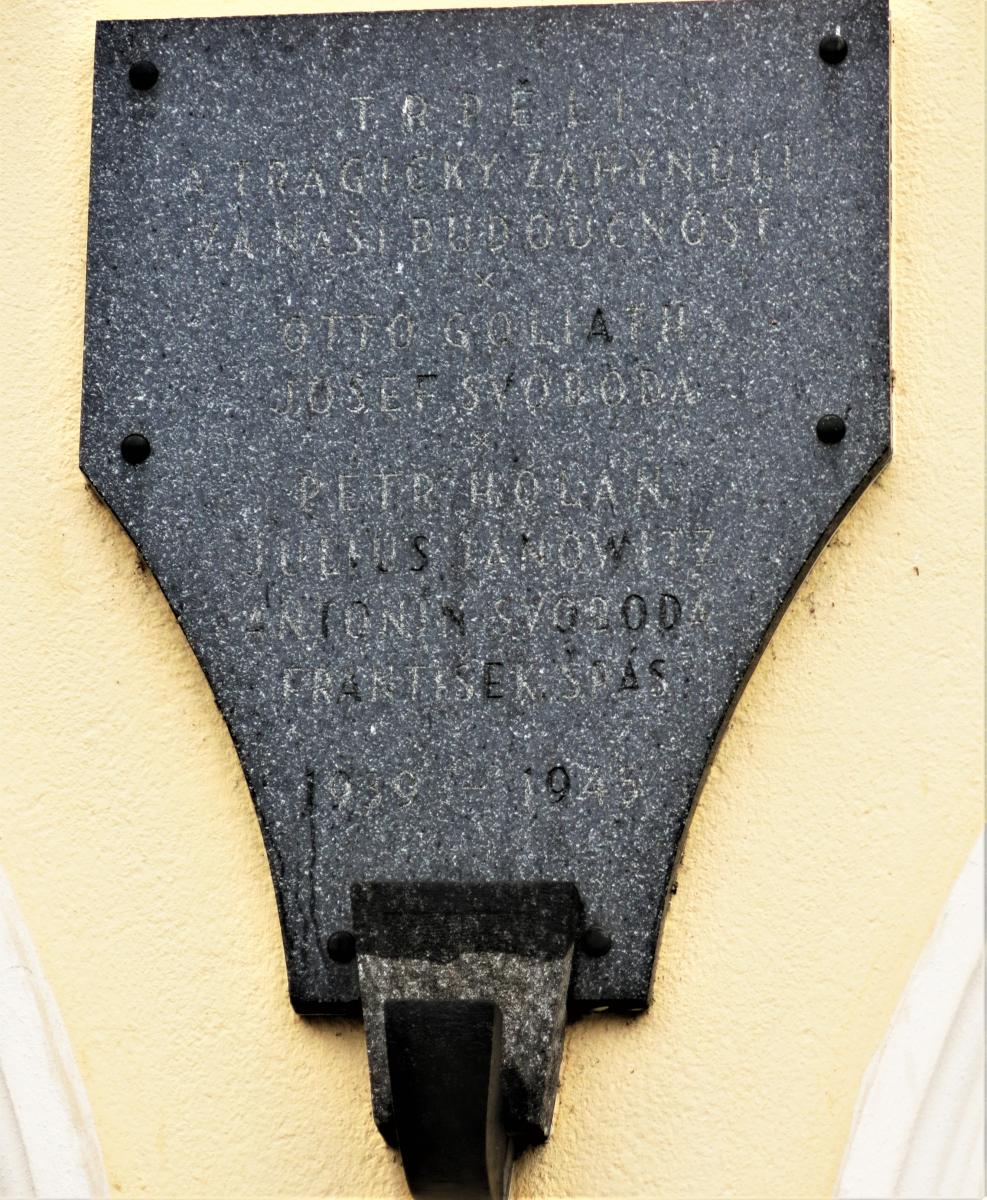 TRPĚLI
A TRAGICKY ZAHYNULI
ZA NAŠI BUDOUCNOST
×
OTTO GOLIATH
JOSEF SVOBODA
×
PETR HOLAN
JULIUS JANOWITZ
ANTONÍN SVOBODA
FRANTIŠEK ŠPÁS
1939 – 1945